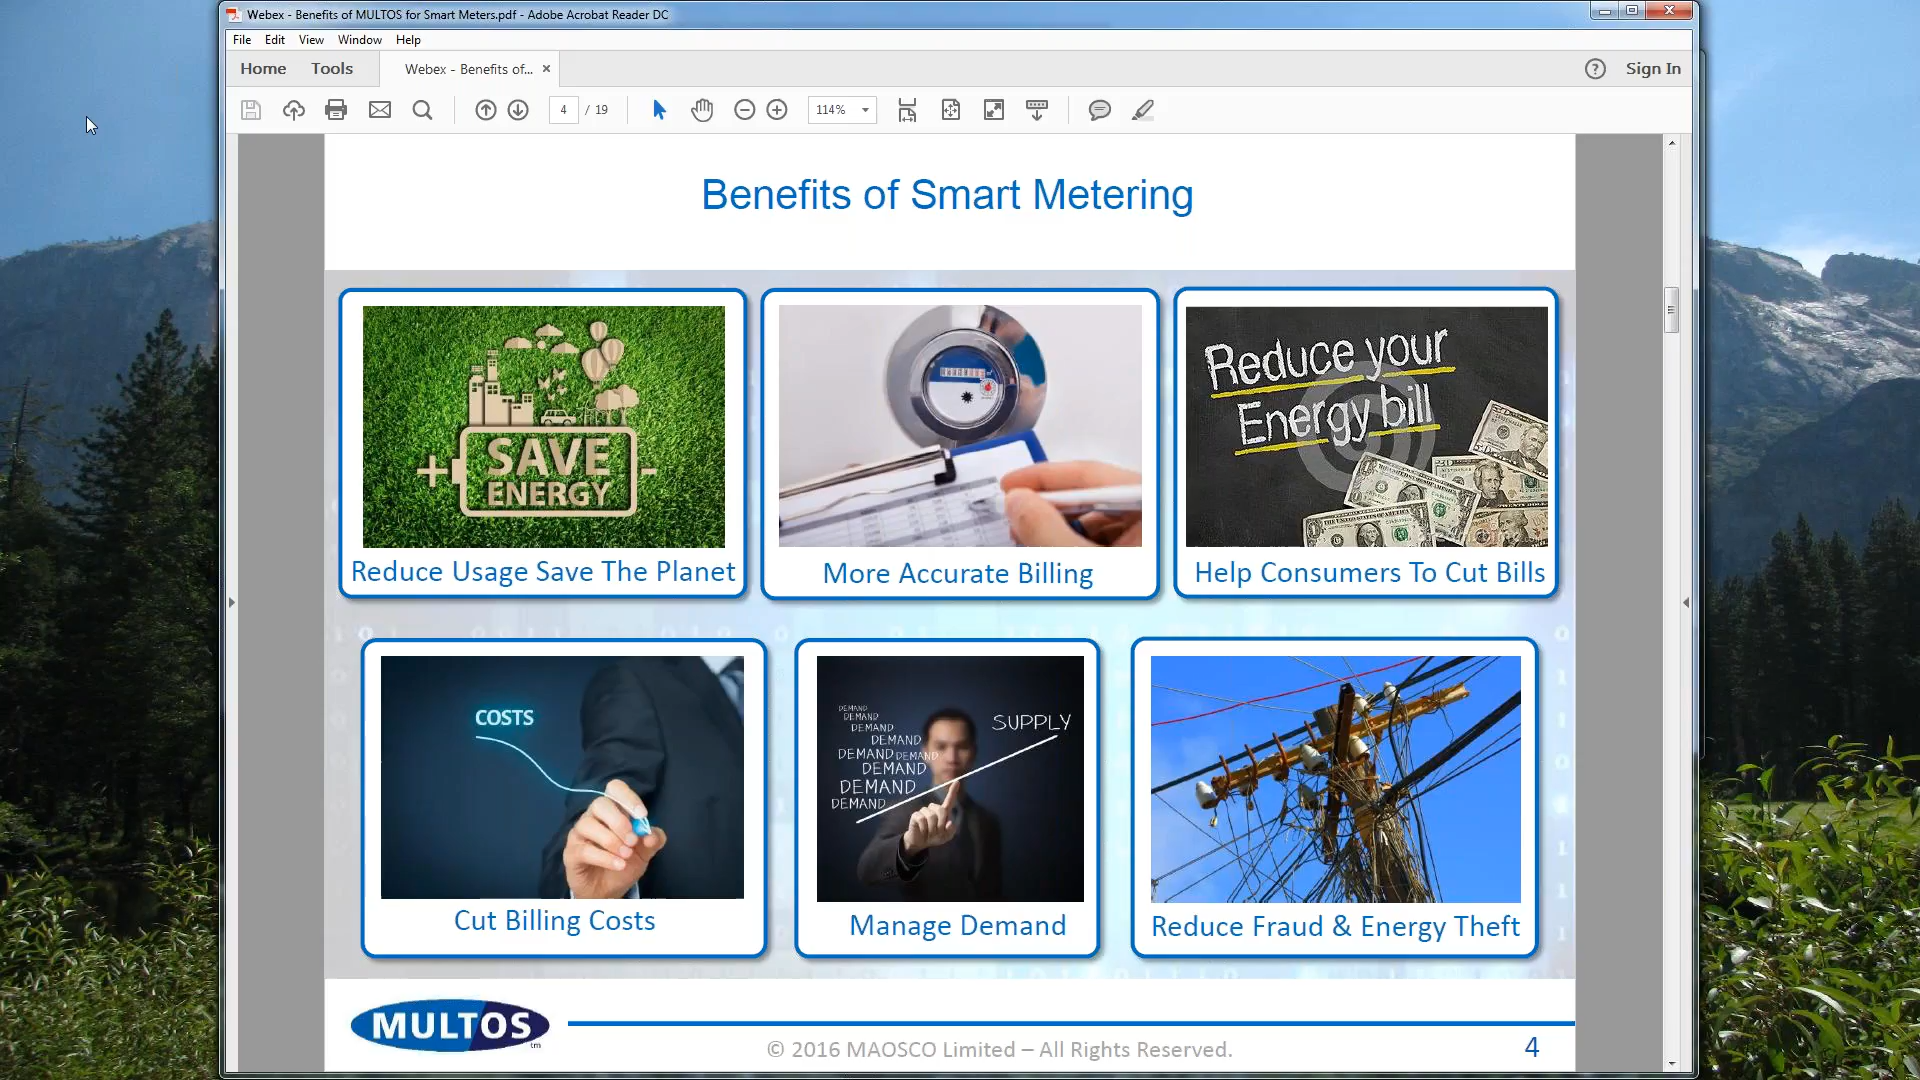 Webex - Benefits of MULTOS for Smart Meters.pdf - Adobe Acrobat Reader DC
File Edit View Window Help
Home Tools Webex - Benefits of... × Sign In
4 / 19 114%
Benefits of Smart Metering
SAVE
ENERGY
Reduce your
Energy bill
Reduce Usage Save The Planet
More Accurate Billing
Help Consumers To Cut Bills
COSTS
DEMAND
DEMAND
DEMAND
DEMAND
DEMAND DEMAND
DEMAND
DEMAND
DEMAND
SUPPLY
Cut Billing Costs
Manage Demand
Reduce Fraud & Energy Theft
MULTOS tm
© 2016 MAOSCO Limited – All Rights Reserved.
4